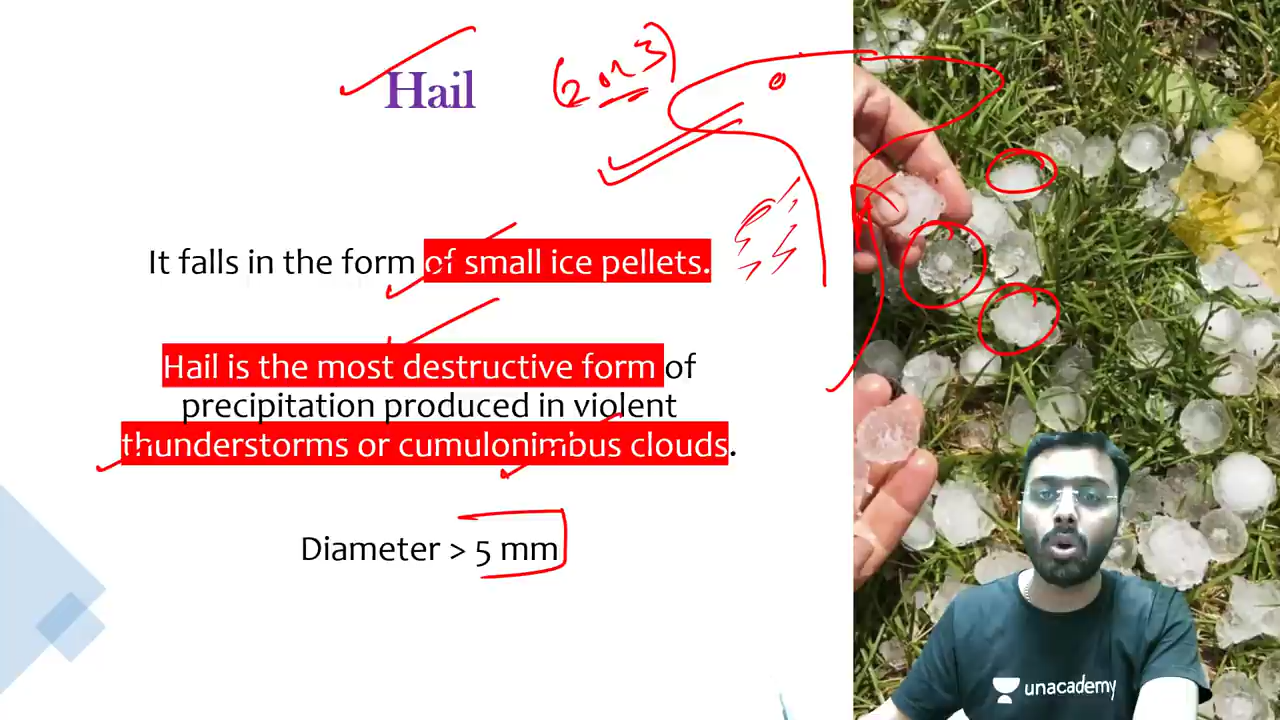 Hail
It falls in the form of small ice pellets.
Hail is the most destructive form of
precipitation produced in violent
thunderstorms or cumulonimbus clouds.
Diameter > 5 mm
unacademy